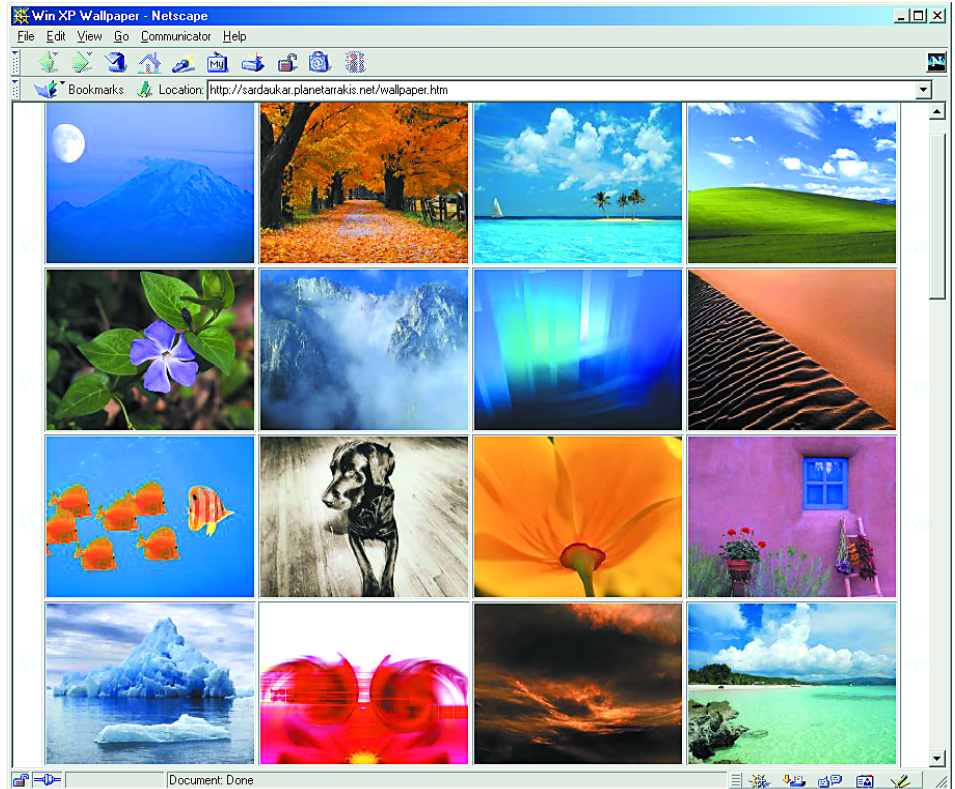 Win XP Wallpaper - Netscape
File Edit View Go Communicator Help
My
Bookmarks Location: http://sardaukar.planetarrakis.net/wallpaper.htm
Document: Done